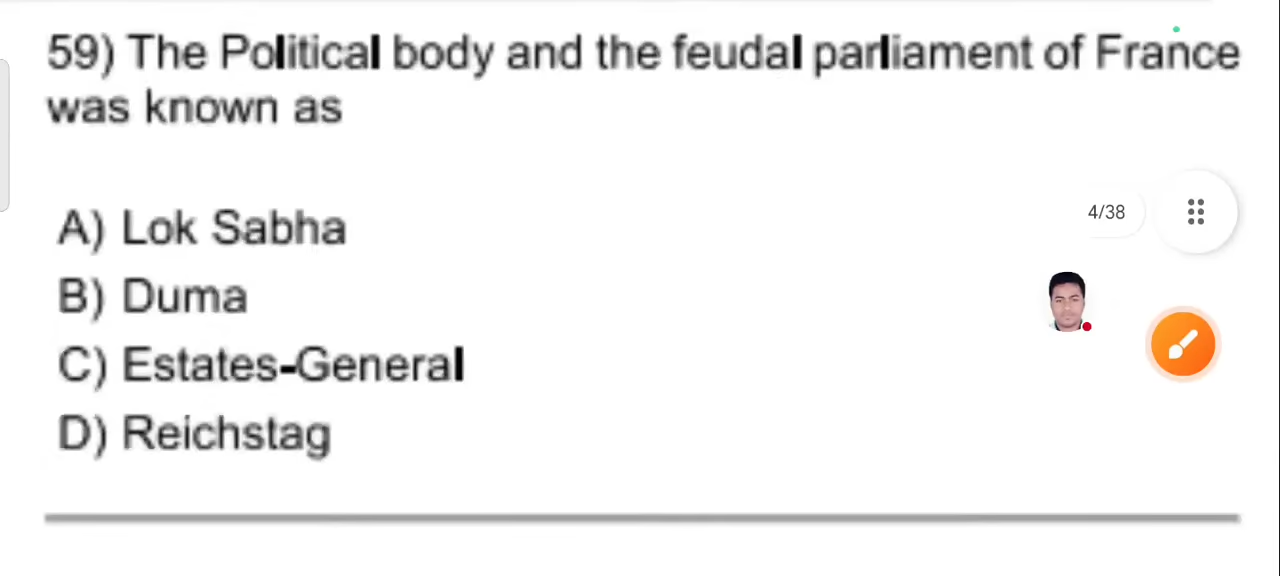 59) The Political body and the feudal parliament of France
was known as
A) Lok Sabha
4/38
B) Duma
C) Estates-General
D) Reichstag